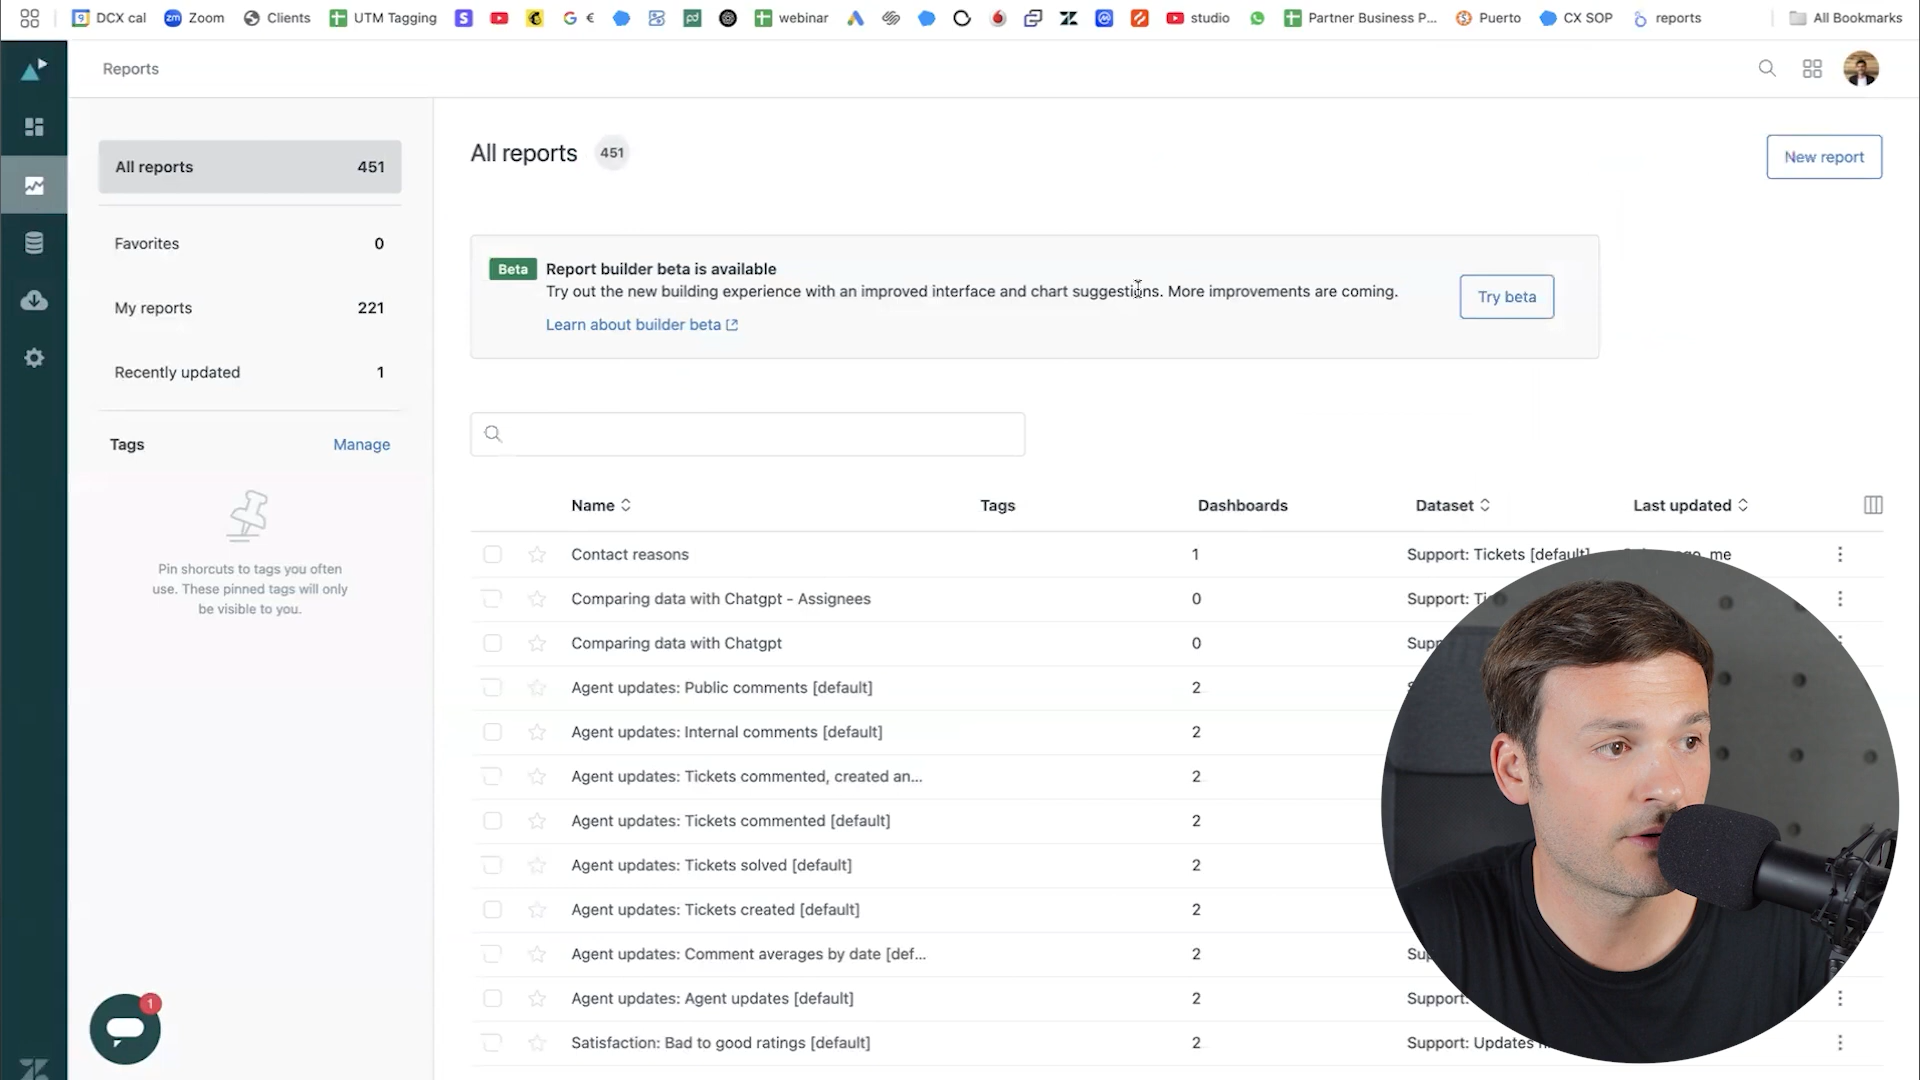 DCX cal
Zoom
Clients
UTM Tagging
€
webinar
studio
Partner Business P...
Puerto
CX SOP
reports
All Bookmarks
Reports
All reports 451
Favorites 0
My reports 221
Recently updated 1
Tags Manage
Pin shorcuts to tags you often
use. These pinned tags will only
be visible to you.
All reports 451
New report
Beta Report builder beta is available
Try out the new building experience with an improved interface and chart suggestions. More improvements are coming.
Learn about builder beta
Try beta
Name Tags Dashboards Dataset Last updated
Contact reasons 1 Support: Tickets [default] me
Comparing data with Chatgpt - Assignees 0 Support:
Comparing data with Chatgpt 0
Agent updates: Public comments [default] 2
Agent updates: Internal comments [default] 2
Agent updates: Tickets commented, created an... 2
Agent updates: Tickets commented [default] 2
Agent updates: Tickets solved [default] 2
Agent updates: Tickets created [default] 2
Agent updates: Comment averages by date [def... 2
Agent updates: Agent updates [default] 2 Support:
Satisfaction: Bad to good ratings [default] 2 Support: Updates
1